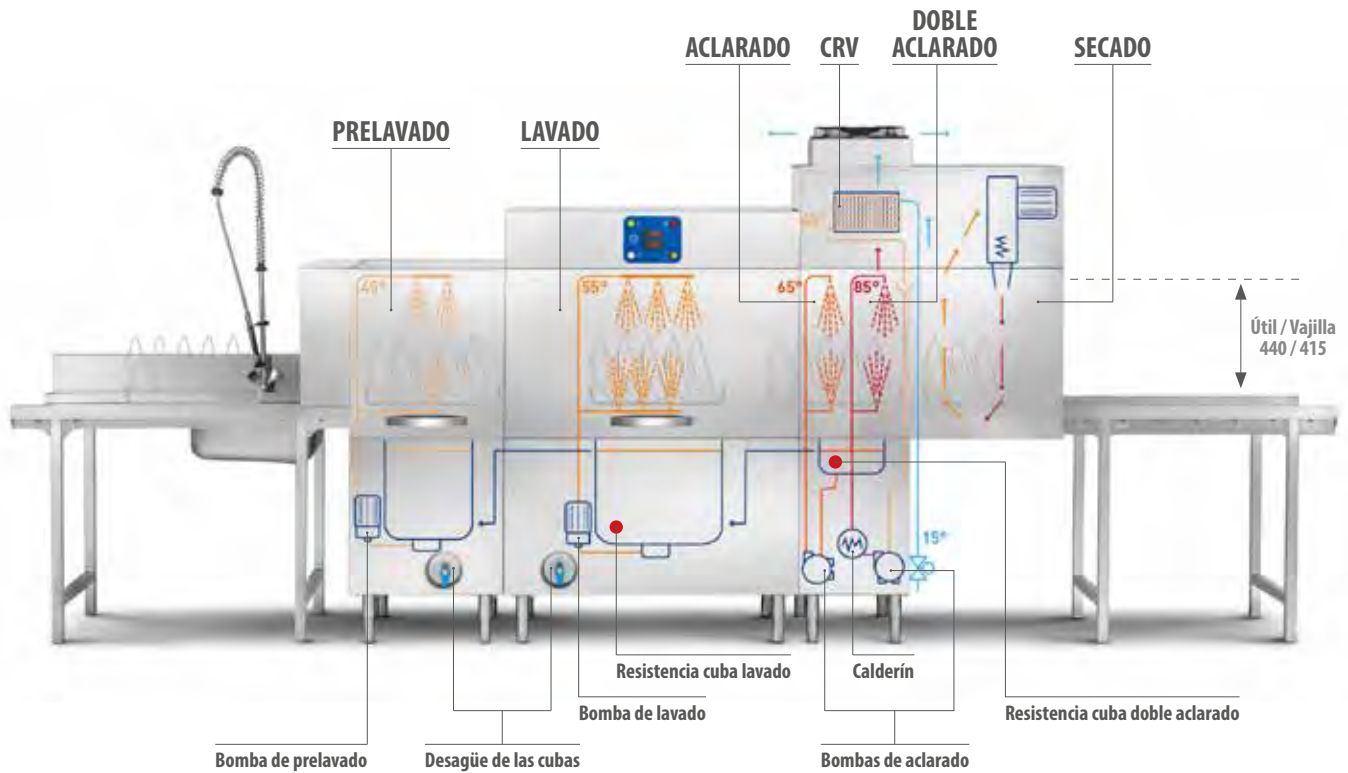 DOBLE
ACLARADO
CRV
ACLARADO
SECADO
PRELAVADO
LAVADO
45°
55°
65°
85°
Útil / Vajilla
440 / 415
15°
Resistencia cuba lavado
Calderín
Bomba de lavado
Resistencia cuba doble aclarado
Bomba de prelavado
Desagüe de las cubas
Bombas de aclarado